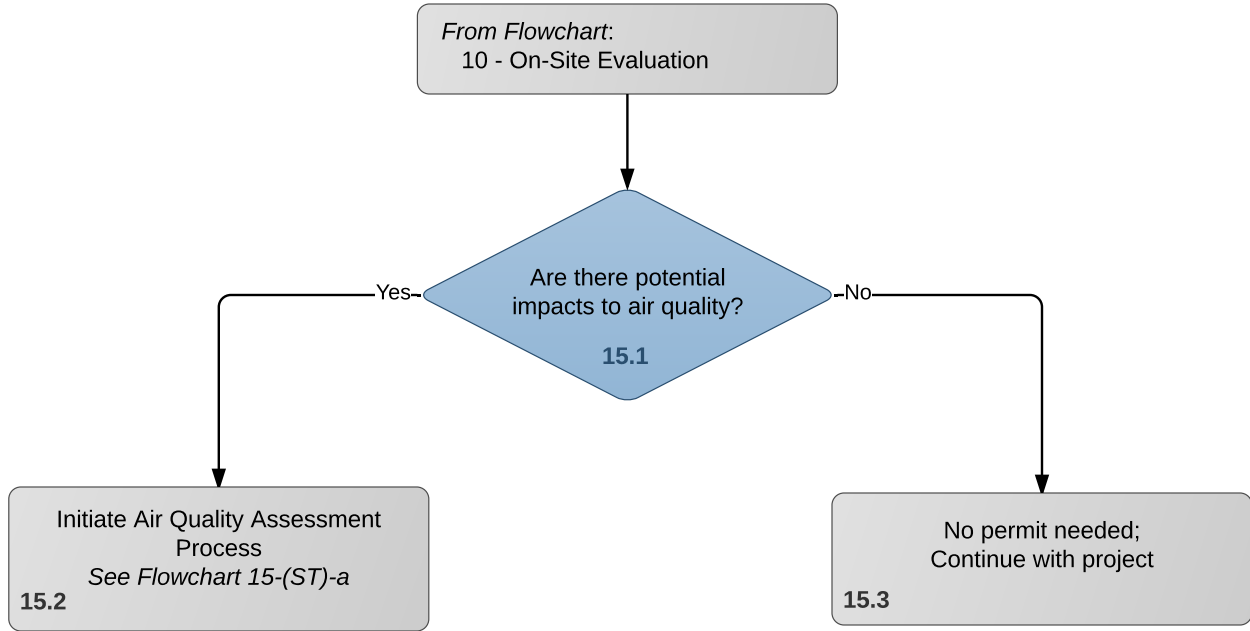 From Flowchart:
10 - On-Site Evaluation
Are there potential
impacts to air quality?
15.1
Yes
No
Initiate Air Quality Assessment
Process
See Flowchart 15-(ST)-a
15.2
No permit needed;
Continue with project
15.3